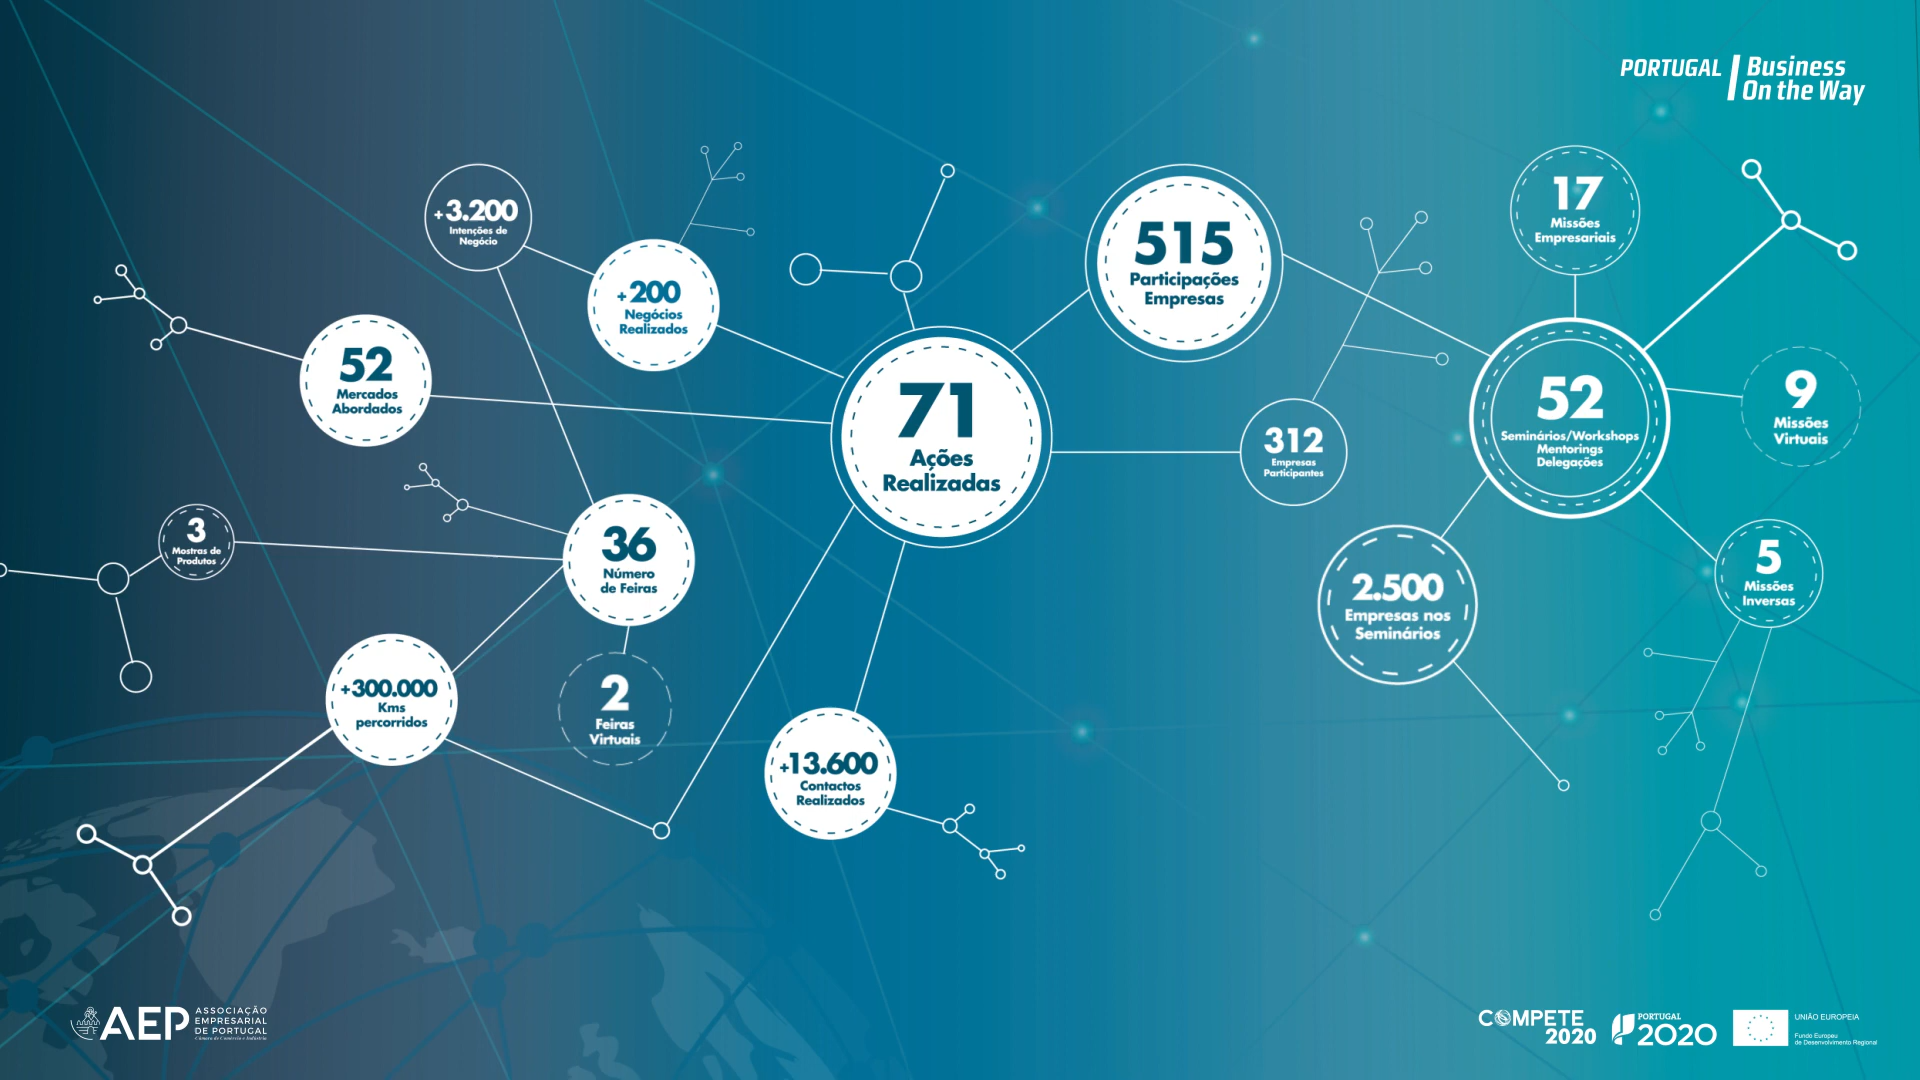 PORTUGAL
Business
On the Way
+3.200
Intenções de
Negócio
+200
Negócios
Realizados
52
Mercados
Abordados
71
Ações
Realizadas
515
Participações
Empresas
312
Empresas
Participantes
17
Missões
Empresariais
52
Seminários/Workshops
Mentorings
Delegações
9
Missões
Virtuais
5
Missões
Inversas
2.500
Empresas nos
Seminários
3
Mostras de
Produtos
36
Número
de Feiras
2
Feiras
Virtuais
+300.000
Kms
percorridos
+13.600
Contactos
Realizados
AEP
ASSOCIAÇÃO
EMPRESARIAL
DE PORTUGAL
Câmara de Comércio e Indústria
COMPETE
2020
PORTUGAL
2020
UNIÃO EUROPEIA
Fundo Europeu
de Desenvolvimento Regional